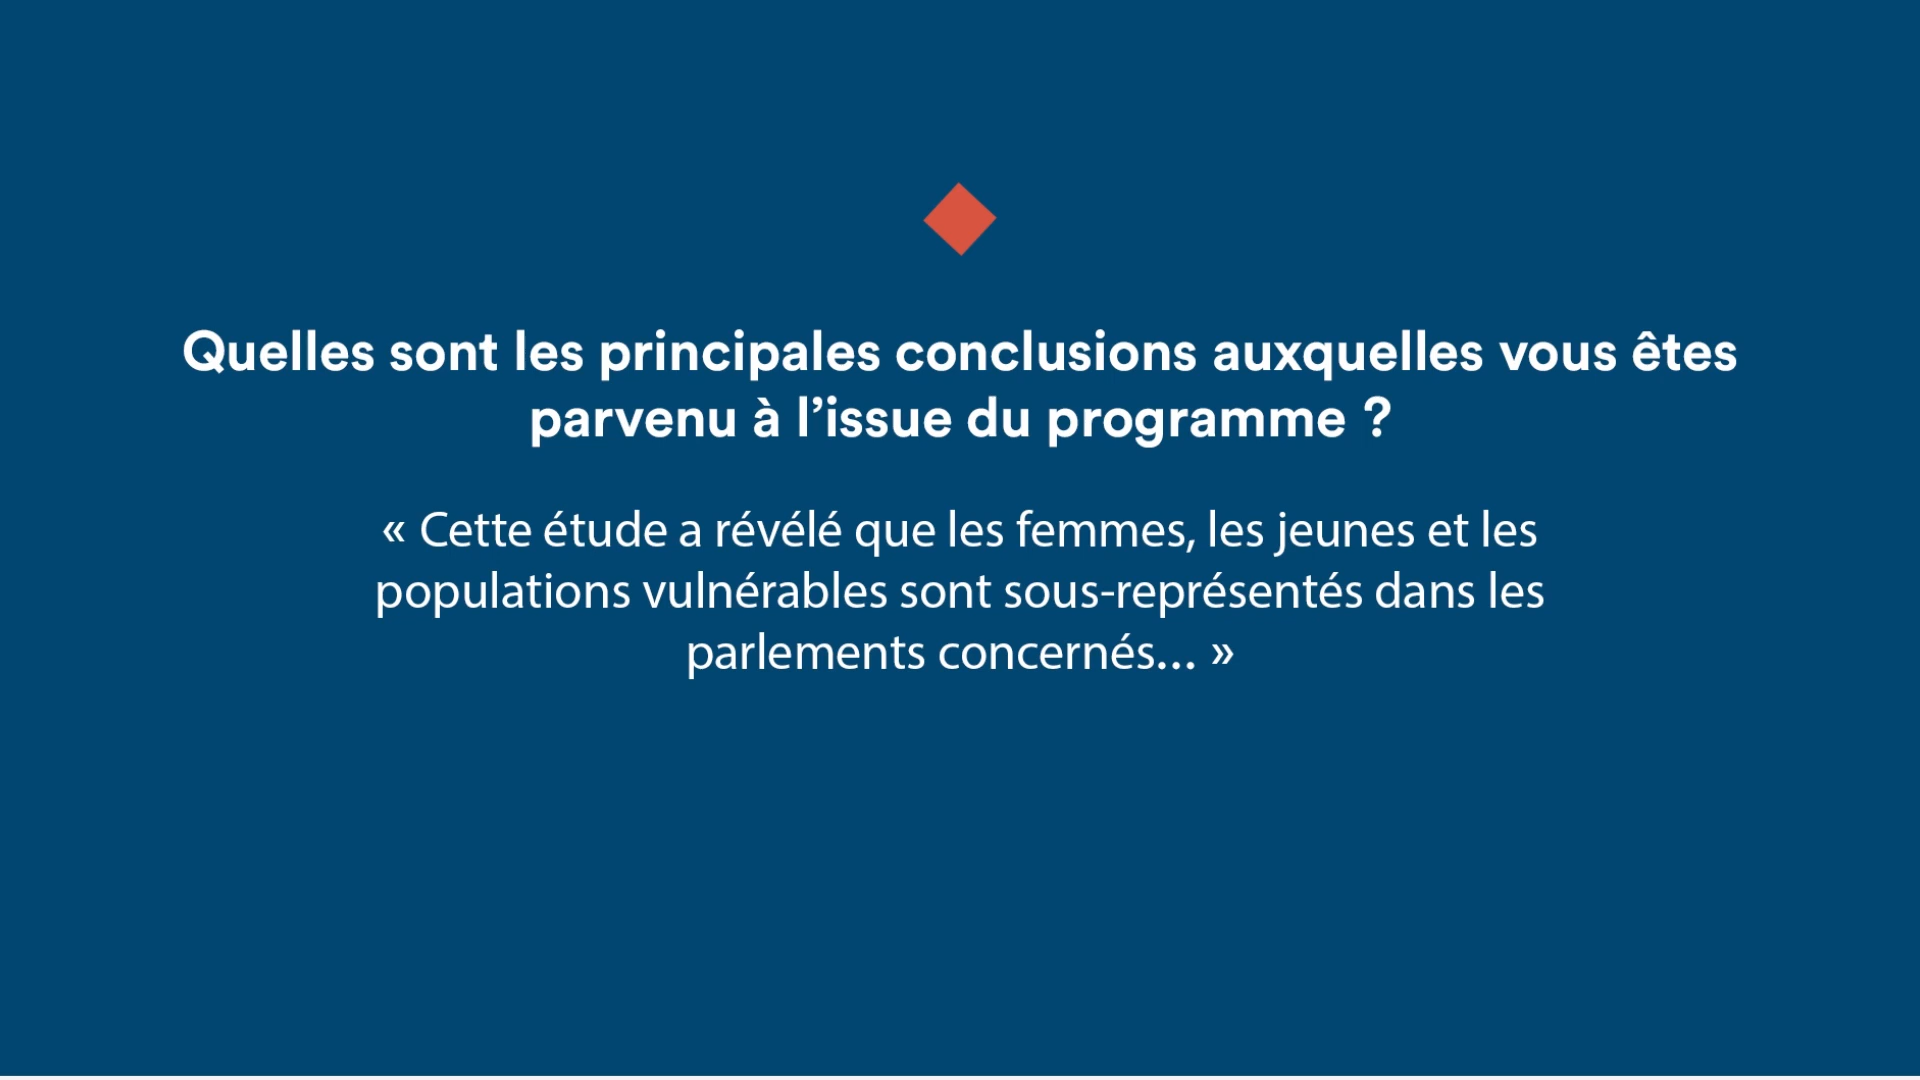 Quelles sont les principales conclusions auxquelles vous êtes
parvenu à l’issue du programme ?
« Cette étude a révélé que les femmes, les jeunes et les
populations vulnérables sont sous-représentés dans les
parlements concernés… »